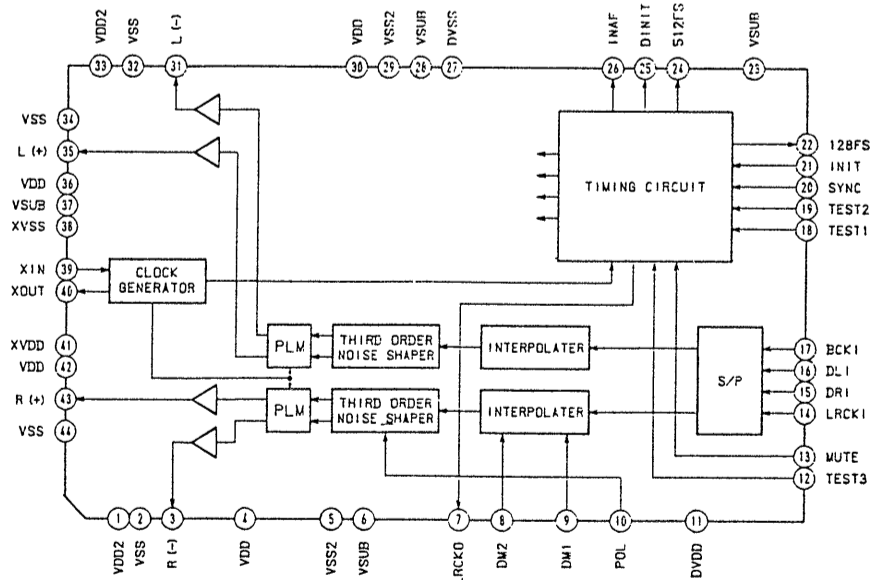 VDD2 VSS L (-) VDD VSS2 VSUB DVSS INAF DINIT 512FS VSUB
33 32 31 30 29 28 27 26 25 24 23
VSS 34
L (+) 35
VDD 36
VSUB 37
XVSS 38
XIN 39
XOUT 40
XVDD 41
VDD 42
R (+) 43
VSS 44
CLOCK
GENERATOR
TIMING CIRCUIT
22 128FS
21 INIT
20 SYNC
19 TEST2
18 TEST1
PLM
THIRD ORDER
NOISE SHAPER
INTERPOLATER
S/P
PLM
THIRD ORDER
NOISE SHAPER
INTERPOLATER
17 BCKI
16 DLI
15 DRI
14 LRCKI
13 MUTE
12 TEST3
1 2 3 4 5 6 7 8 9 10 11
VDD2 VSS R (-) VDD VSS2 VSUB LRCKO DM2 DM1 POL DVDD